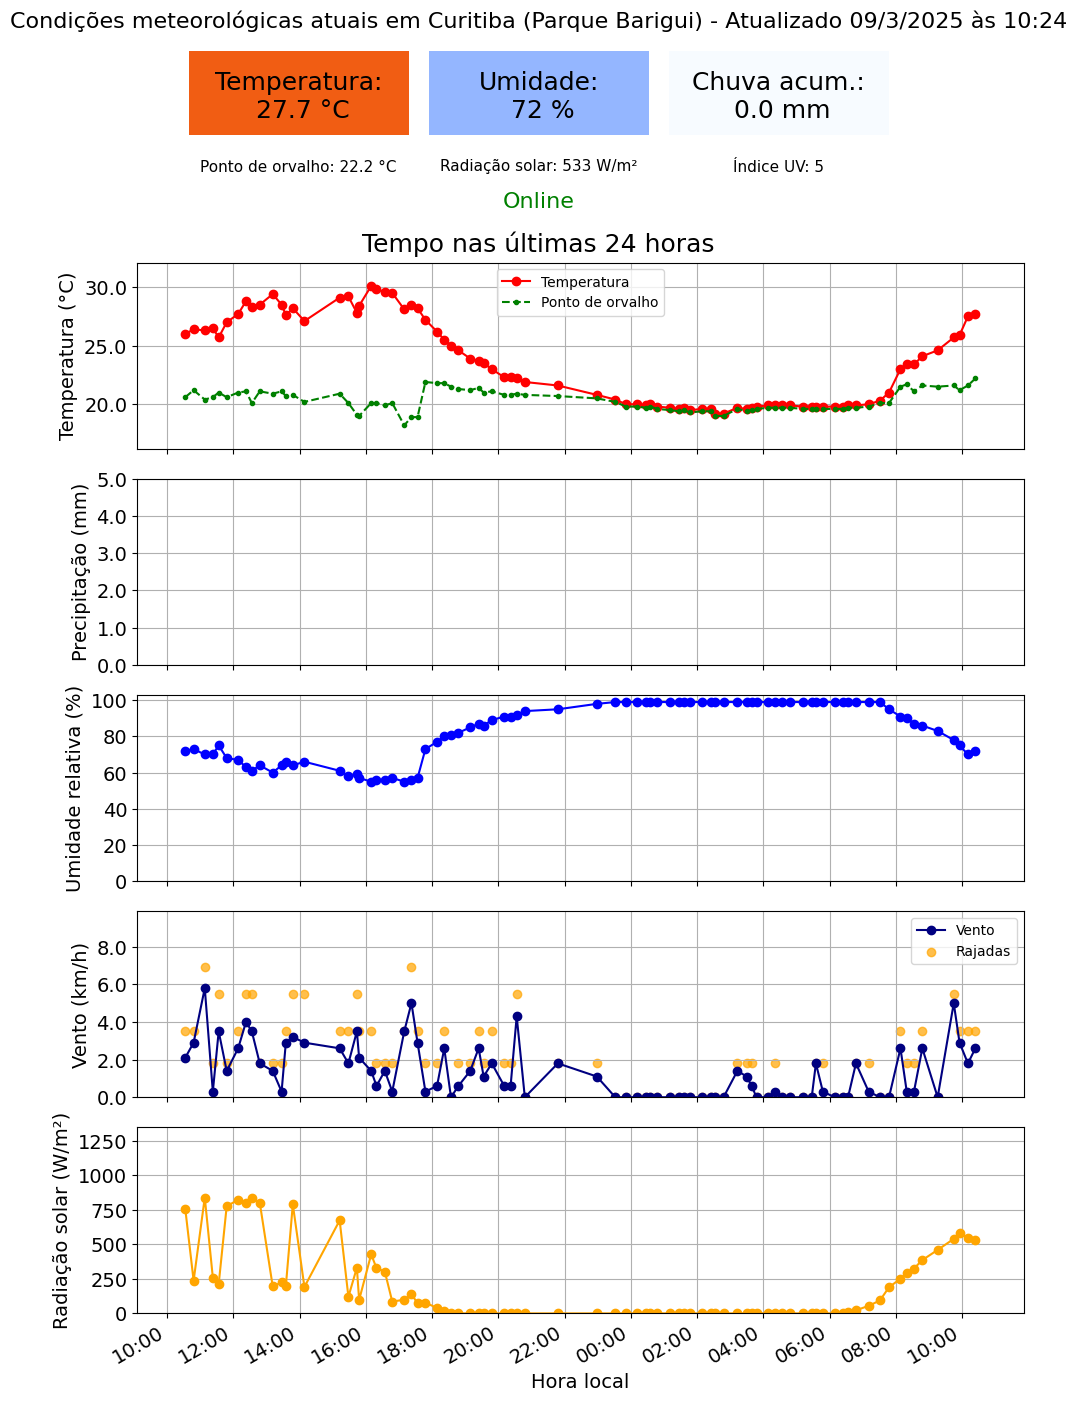 Condições meteorológicas atuais em Curitiba (Parque Barigui) - Atualizado 09/3/2025 às 10:24
Temperatura:
27.7 °C
Umidade:
72 %
Chuva acum.:
0.0 mm
Ponto de orvalho: 22.2 °C
Radiação solar: 533 W/m²
Índice UV: 5
Online
Tempo nas últimas 24 horas
Temperatura (°C)
30.0
25.0
20.0
Temperatura
Ponto de orvalho
Precipitação (mm)
5.0
4.0
3.0
2.0
1.0
0.0
Umidade relativa (%)
100
80
60
40
20
0
Vento (km/h)
8.0
6.0
4.0
2.0
0.0
Vento
Rajadas
Radiação solar (W/m²)
1250
1000
750
500
250
0
10:00
12:00
14:00
16:00
18:00
20:00
22:00
00:00
02:00
04:00
06:00
08:00
10:00
Hora local